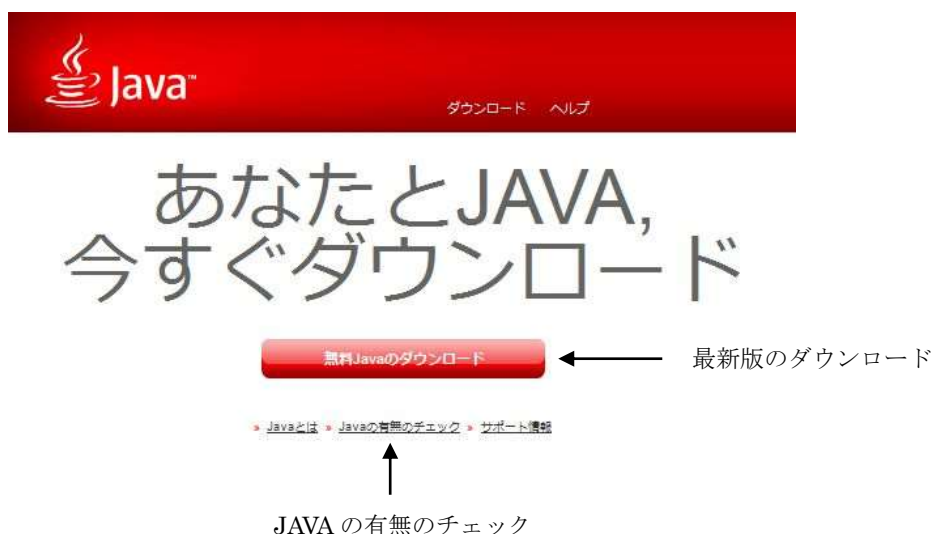 Java™
ダウンロード ヘルプ
あなたとJAVA,
今すぐダウンロード
無料Javaのダウンロード
最新版のダウンロード
» Javaとは » Javaの有無のチェック » サポート情報
JAVA の有無のチェック